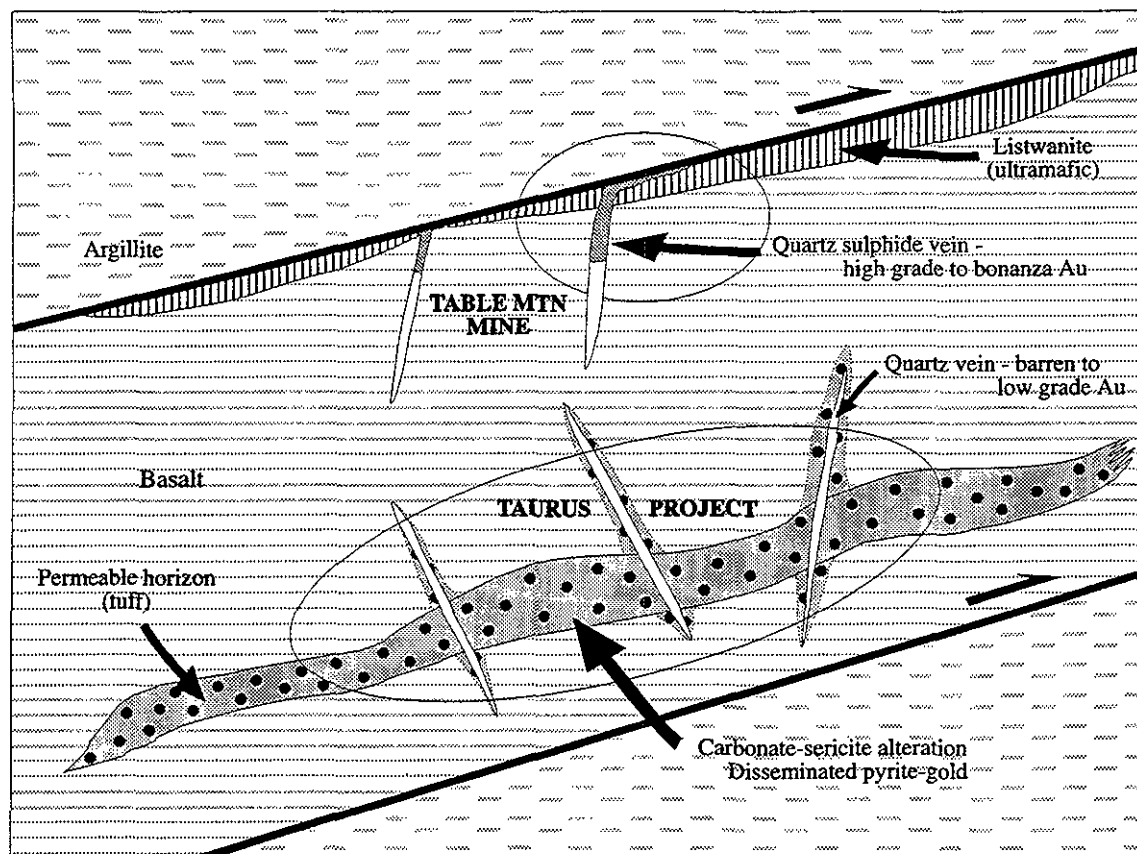 Listwanite
(ultramafic)
Argillite
Quartz sulphide vein -
high grade to bonanza Au
TABLE MTN
MINE
Quartz vein - barren to
low grade Au
Basalt
TAURUS PROJECT
Permeable horizon
(tuff)
Carbonate-sericite alteration
Disseminated pyrite-gold